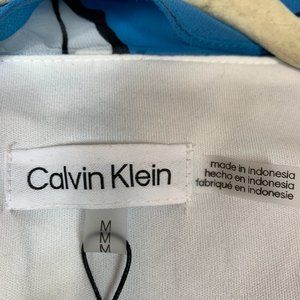 Calvin Klein
made in indonesia
hecho en indonesia
fabriqué en indonesie
M
M
M